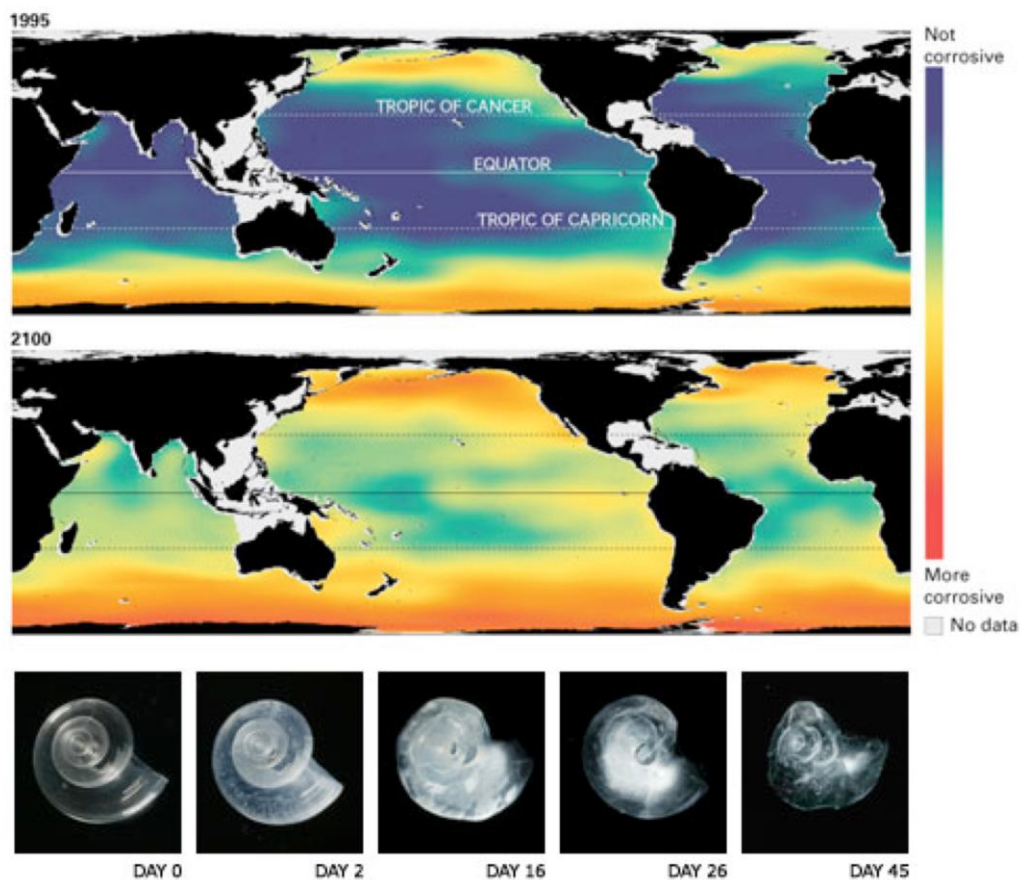 1995
Not
corrosive
TROPIC OF CANCER
EQUATOR
TROPIC OF CAPRICORN
2100
More
corrosive
No data
DAY 0
DAY 2
DAY 16
DAY 26
DAY 45